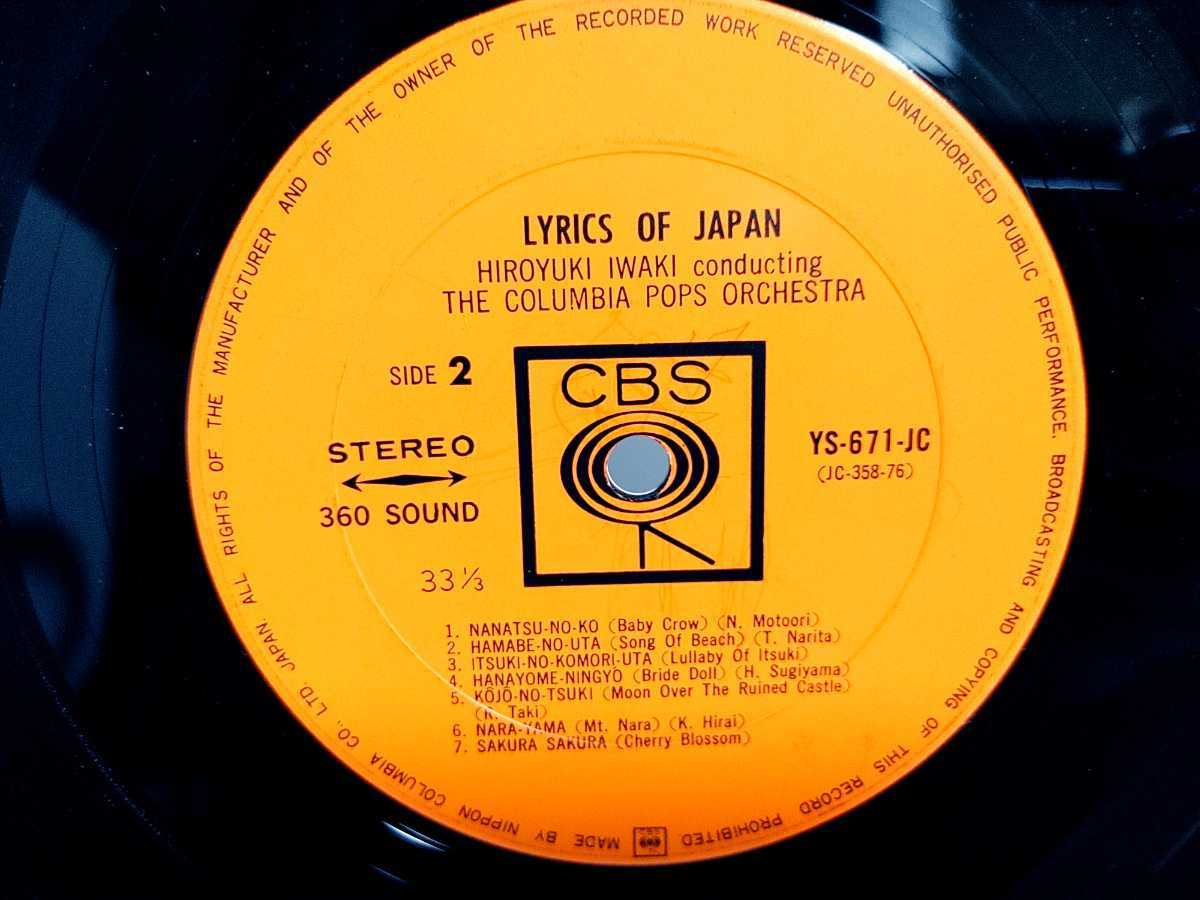 LYRICS OF JAPAN
HIROYUKI IWAKI conducting
THE COLUMBIA POPS ORCHESTRA
SIDE 2
CBS
STEREO
360 SOUND
YS-671-JC
(JC-358-76)
33 1/3
1. NANATSU-NO-KO (Baby Crow) (N. Motoori)
2. HAMABE-NO-UTA (Song Of Beach) (T. Narita)
3. ITSUKI-NO-KOMORI-UTA (Lullaby Of Itsuki)
4. HANAYOME-NINGYO (Bride Doll) (H. Sugiyama)
5. KŌJŌ-NO-TSUKI (Moon Over The Ruined Castle)
(R. Taki)
6. NARA-YAMA (Mt. Nara) (K. Hirai)
7. SAKURA SAKURA (Cherry Blossom)
MADE BY NIPPON COLUMBIA CO., LTD. JAPAN. ALL RIGHTS OF THE MANUFACTURER AND OF THE OWNER OF THE RECORDED WORK RESERVED UNAUTHORISED PUBLIC PERFORMANCE. BROADCASTING AND COPYING OF THIS RECORD PROHIBITED.